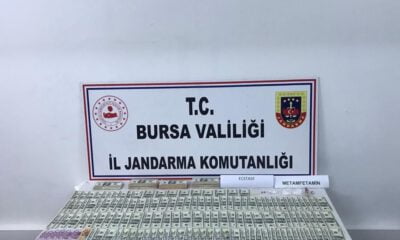 T.C.
BURSA VALİLİĞİ
İL JANDARMA KOMUTANLIĞI
ECSTASY
METAMFETAMİN